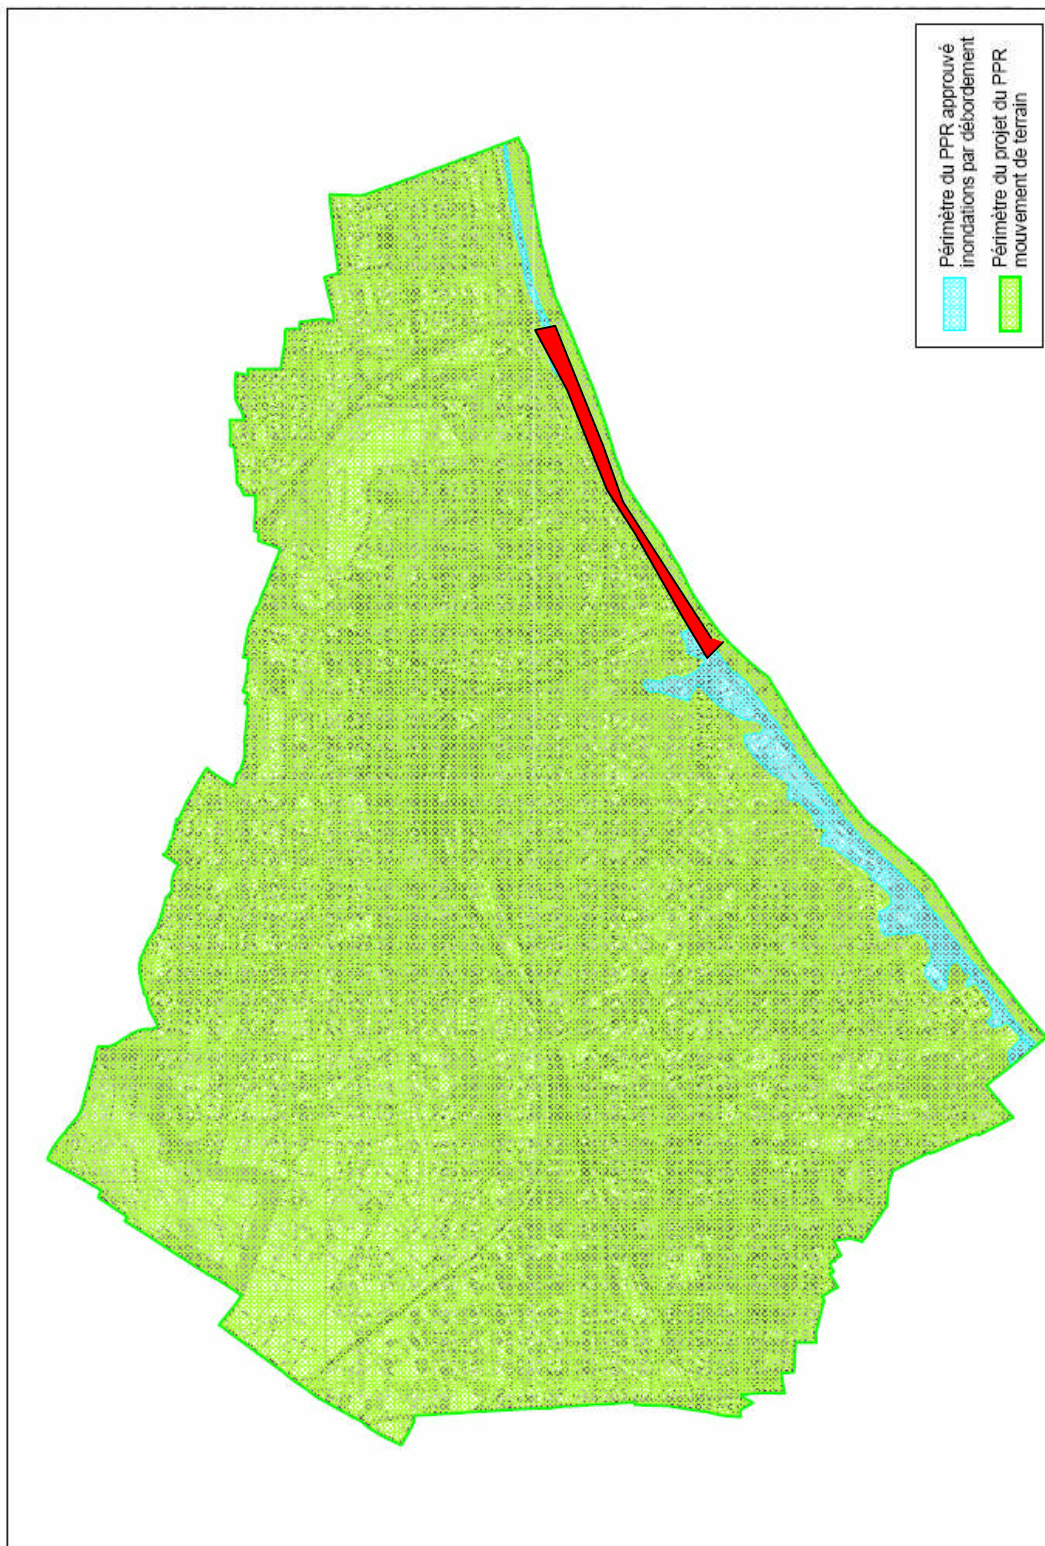 Périmètre du PPR approuvé
inondations par débordement
Périmètre du projet du PPR
mouvement de terrain